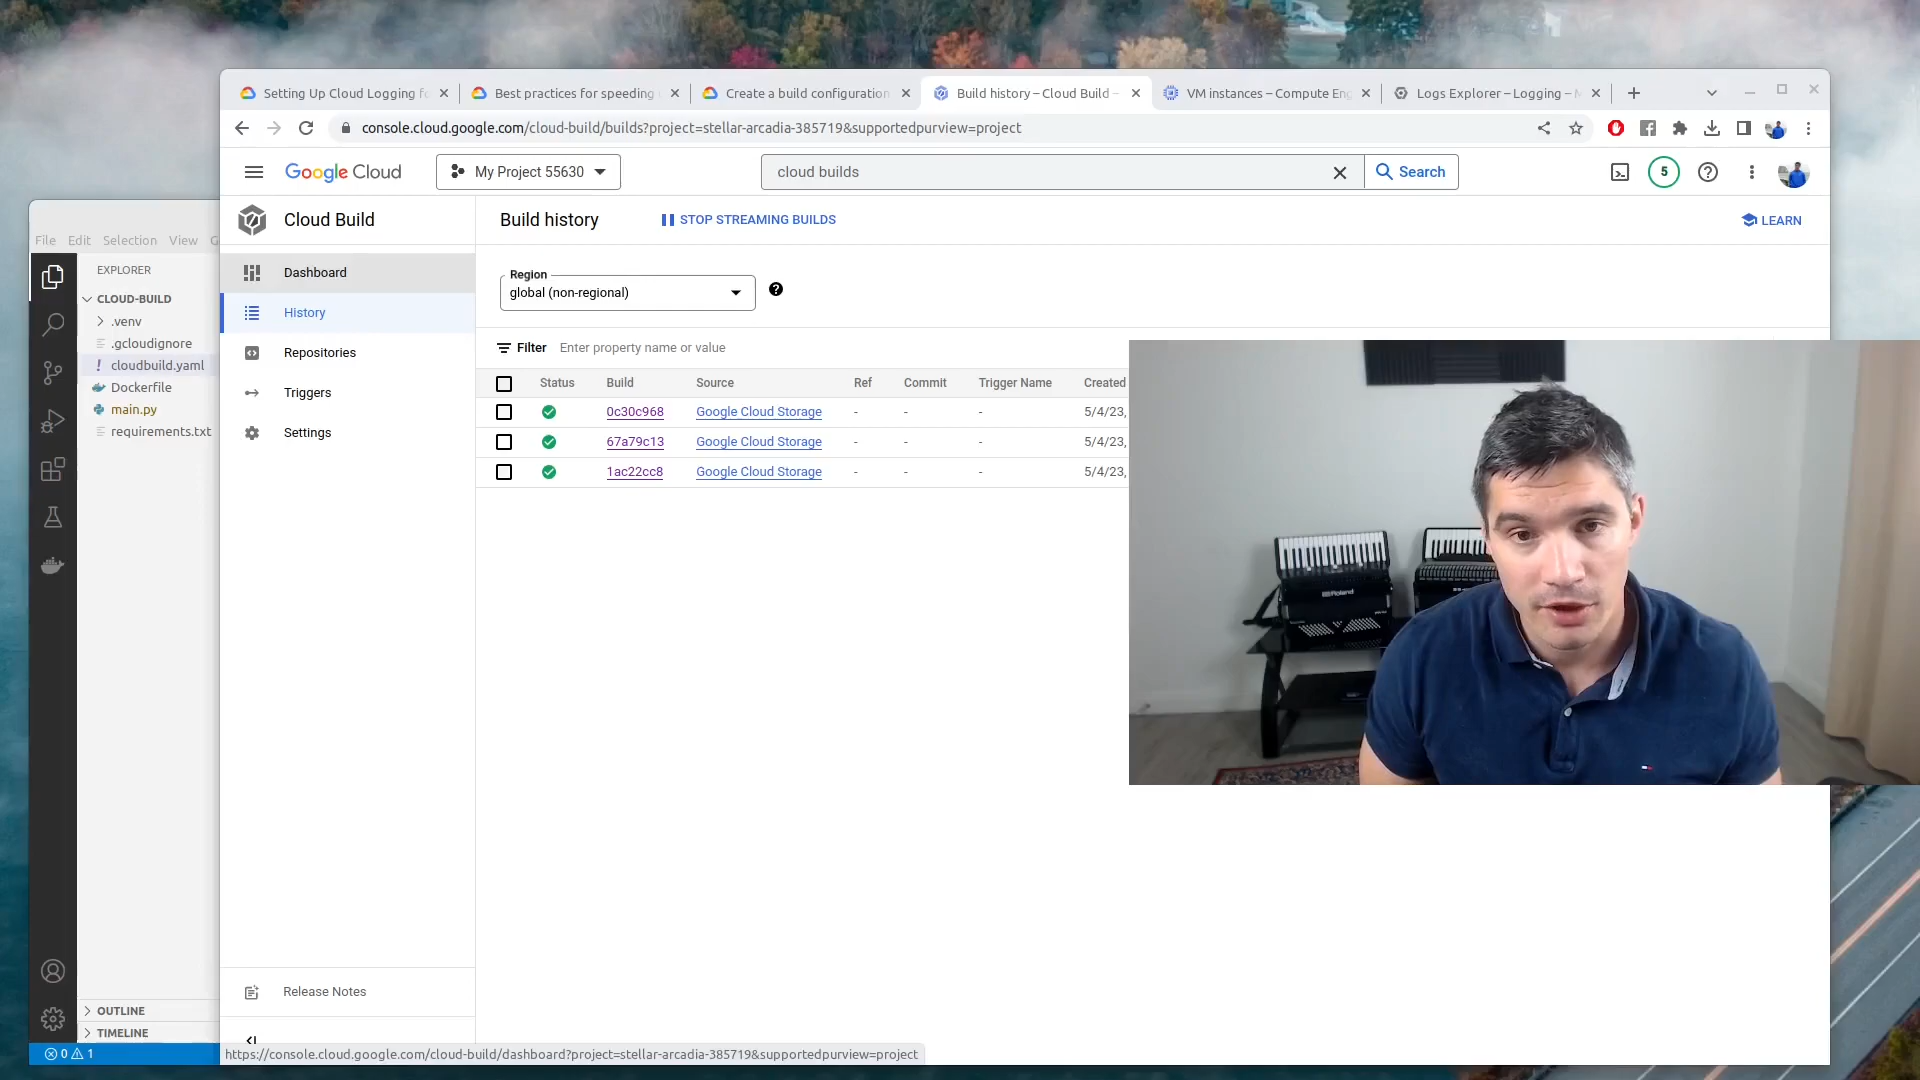 Setting Up Cloud Logging fo
Best practices for speeding
Create a build configuration
Build history – Cloud Build –
VM instances – Compute Eng
Logs Explorer – Logging –
console.cloud.google.com/cloud-build/builds?project=stellar-arcadia-385719&supportedpurview=project
Google Cloud
My Project 55630
cloud builds
Search
5
File Edit Selection View G
EXPLORER
CLOUD-BUILD
.venv
.gcloudignore
! cloudbuild.yaml
Dockerfile
main.py
requirements.txt
OUTLINE
TIMELINE
0 1
Cloud Build
Dashboard
History
Repositories
Triggers
Settings
Release Notes
Build history
STOP STREAMING BUILDS
LEARN
Region
global (non-regional)
Filter Enter property name or value
Status Build Source Ref Commit Trigger Name Created
0c30c968 Google Cloud Storage - - - 5/4/23,
67a79c13 Google Cloud Storage - - - 5/4/23,
1ac22cc8 Google Cloud Storage - - - 5/4/23,
Roland
https://console.cloud.google.com/cloud-build/dashboard?project=stellar-arcadia-385719&supportedpurview=project